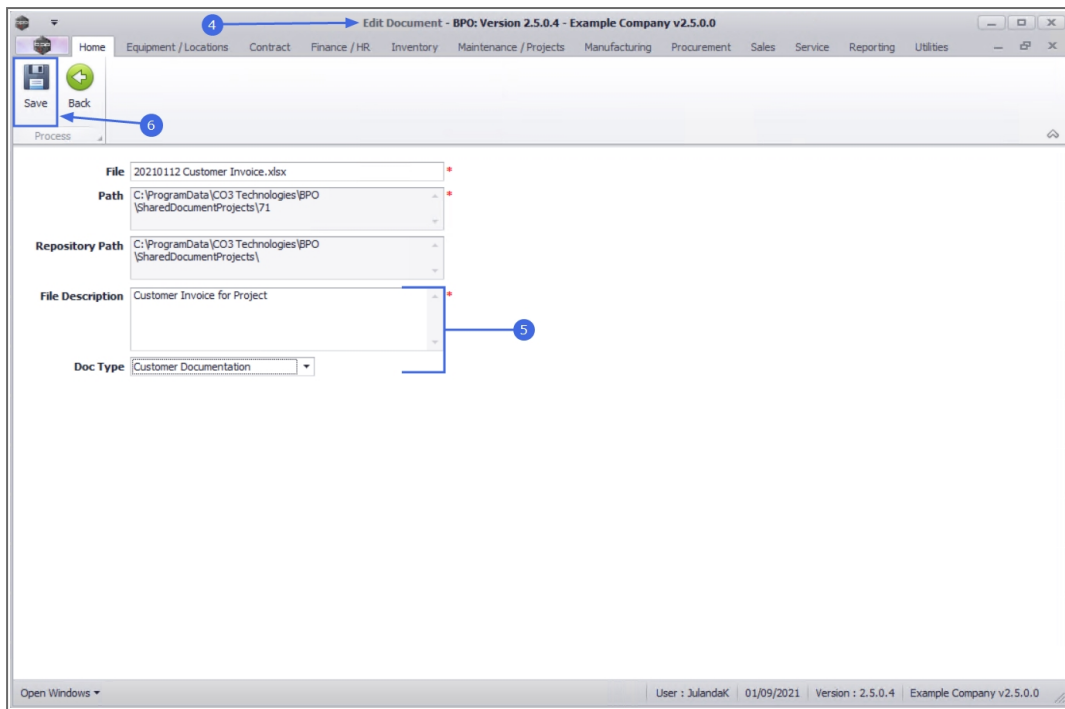 4
Edit Document - BPO: Version 2.5.0.4 - Example Company v2.5.0.0
Home Equipment / Locations Contract Finance / HR Inventory Maintenance / Projects Manufacturing Procurement Sales Service Reporting Utilities
Save Back
6
Process
File 20210112 Customer Invoice.xlsx *
Path C:\ProgramData\CO3 Technologies\BPO *
\SharedDocumentProjects\71
Repository Path C:\ProgramData\CO3 Technologies\BPO
\SharedDocumentProjects\
File Description Customer Invoice for Project *
5
Doc Type Customer Documentation
Open Windows User : JulandaK 01/09/2021 Version : 2.5.0.4 Example Company v2.5.0.0